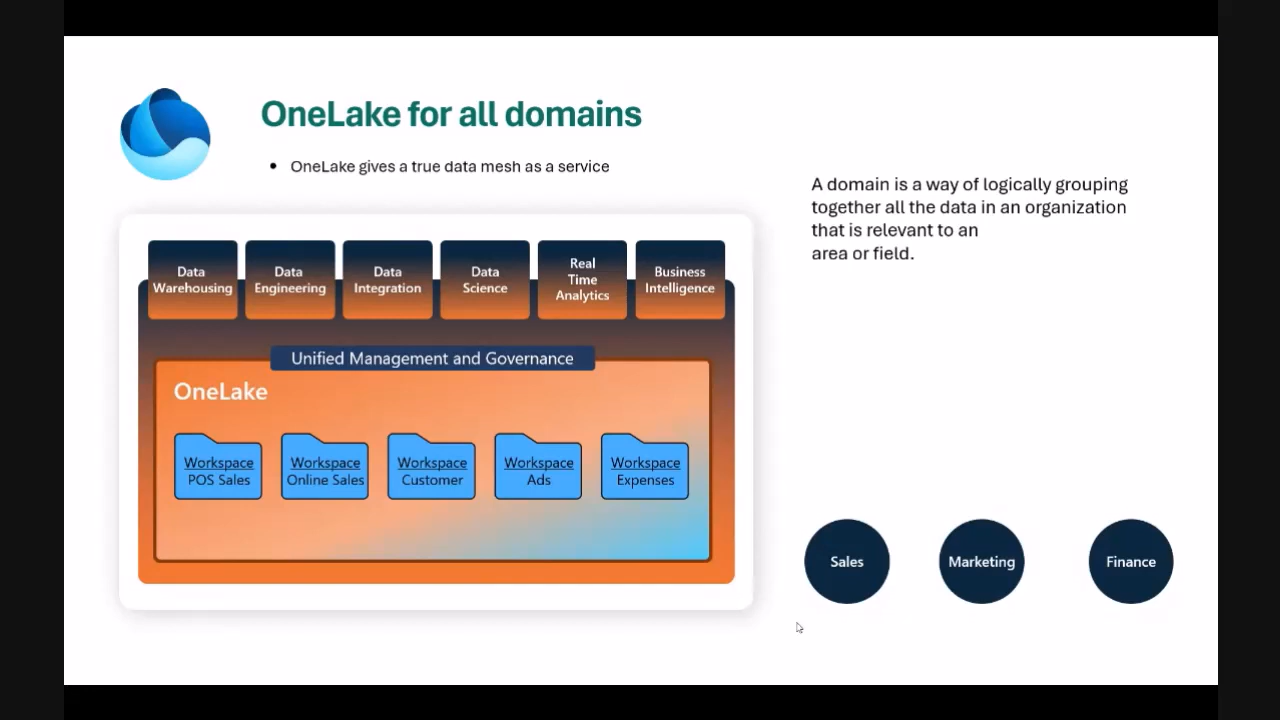 OneLake for all domains
• OneLake gives a true data mesh as a service
A domain is a way of logically grouping
together all the data in an organization
that is relevant to an
area or field.
Data
Warehousing
Data
Engineering
Data
Integration
Data
Science
Real
Time
Analytics
Business
Intelligence
Unified Management and Governance
OneLake
Workspace
POS Sales
Workspace
Online Sales
Workspace
Customer
Workspace
Ads
Workspace
Expenses
Sales
Marketing
Finance